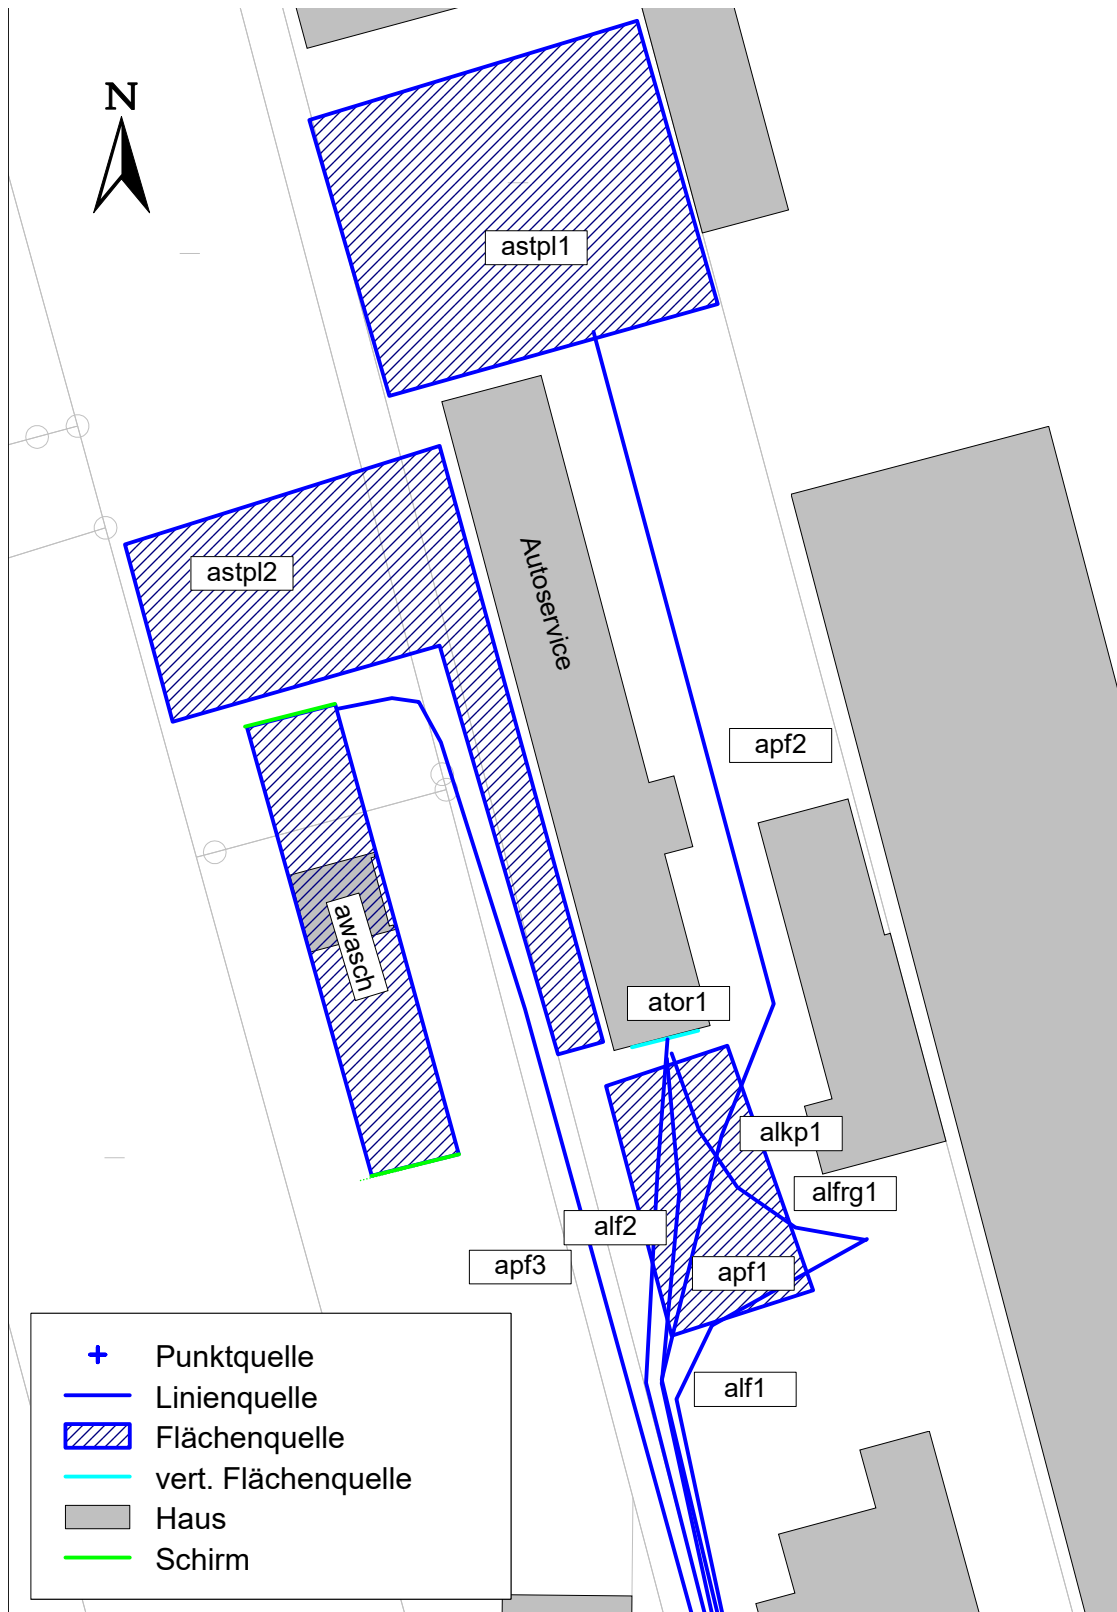 N
astpl1
astpl2
Autoservice
apf2
awasch
ator1
alkp1
alfrg1
alf2
apf3
apf1
alf1
Punktquelle
Linienquelle
Flächenquelle
vert. Flächenquelle
Haus
Schirm